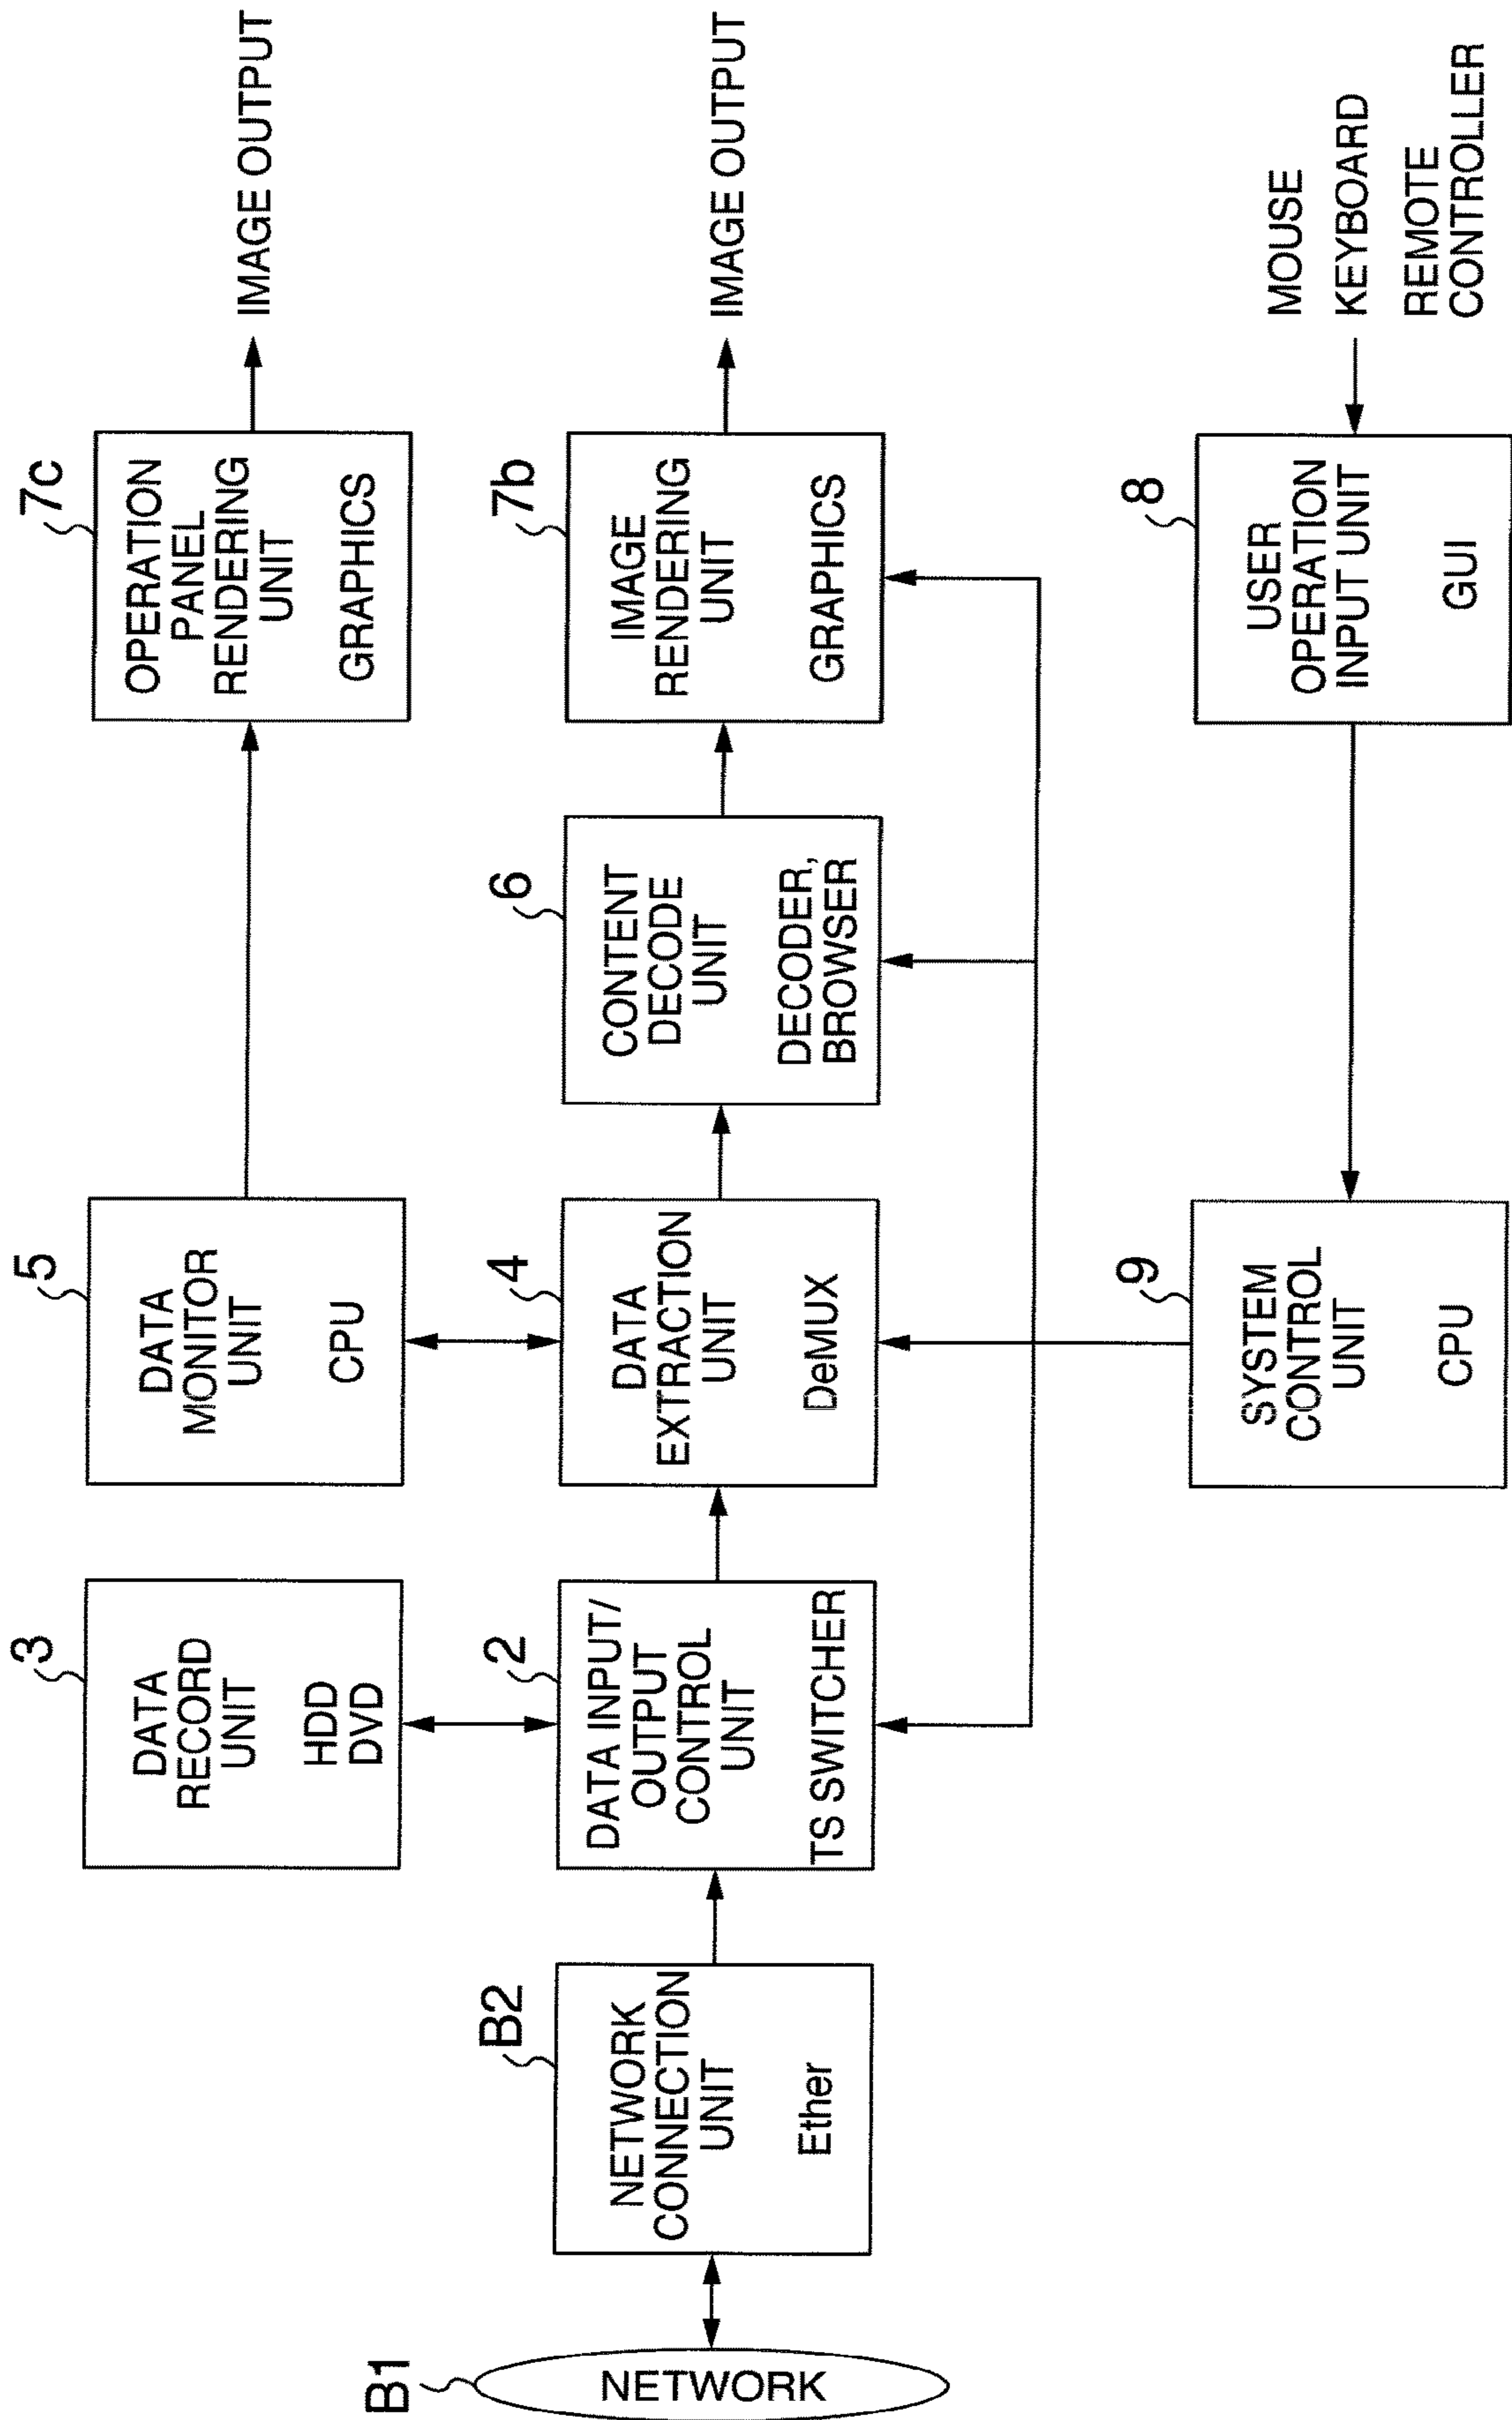 3
DATA
RECORD
UNIT
HDD
DVD
5
DATA
MONITOR
UNIT
CPU
7c
OPERATION
PANEL
RENDERING
UNIT
GRAPHICS
IMAGE OUTPUT
B1
NETWORK
B2
NETWORK
CONNECTION
UNIT
Ether
2
DATA INPUT/
OUTPUT
CONTROL
UNIT
TS SWITCHER
4
DATA
EXTRACTION
UNIT
DeMUX
6
CONTENT
DECODE
UNIT
DECODER,
BROWSER
7b
IMAGE
RENDERING
UNIT
GRAPHICS
IMAGE OUTPUT
9
SYSTEM
CONTROL
UNIT
CPU
8
USER
OPERATION
INPUT UNIT
GUI
MOUSE
KEYBOARD
REMOTE
CONTROLLER